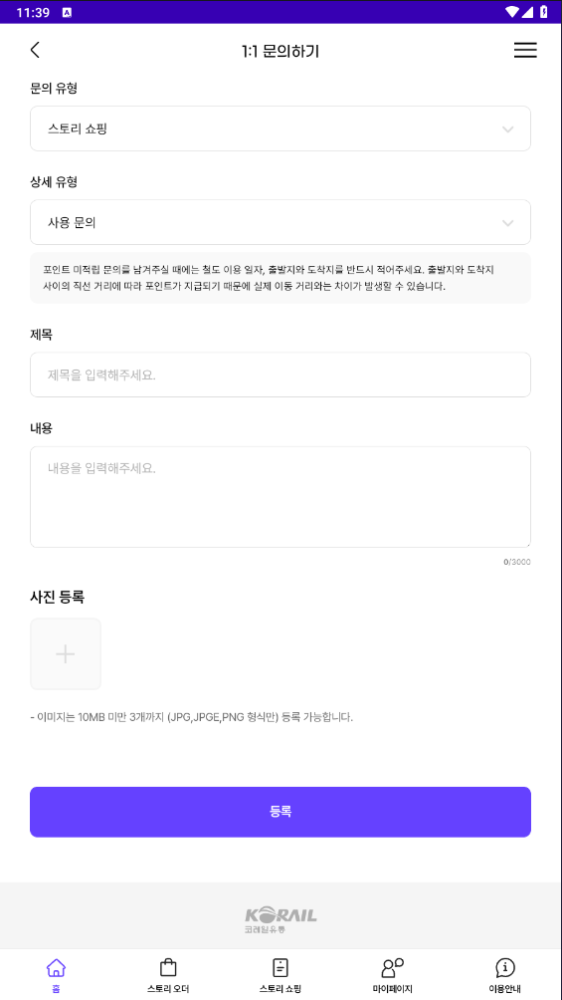 11:39
A
1:1 문의하기
문의 유형
스토리 쇼핑
상세 유형
사용 문의
포인트 미적립 문의를 남겨주실 때에는 철도 이용 일자, 출발지와 도착지를 반드시 적어주세요. 출발지와 도착지
사이의 직선 거리에 따라 포인트가 지급되기 때문에 실제 이동 거리와는 차이가 발생할 수 있습니다.
제목
제목을 입력해주세요.
내용
내용을 입력해주세요.
0/3000
사진 등록
- 이미지는 10MB 미만 3개까지 (JPG,JPGE,PNG 형식만) 등록 가능합니다.
등록
KORAIL
코레일유통
홈
스토리 오더
스토리 쇼핑
마이페이지
이용안내